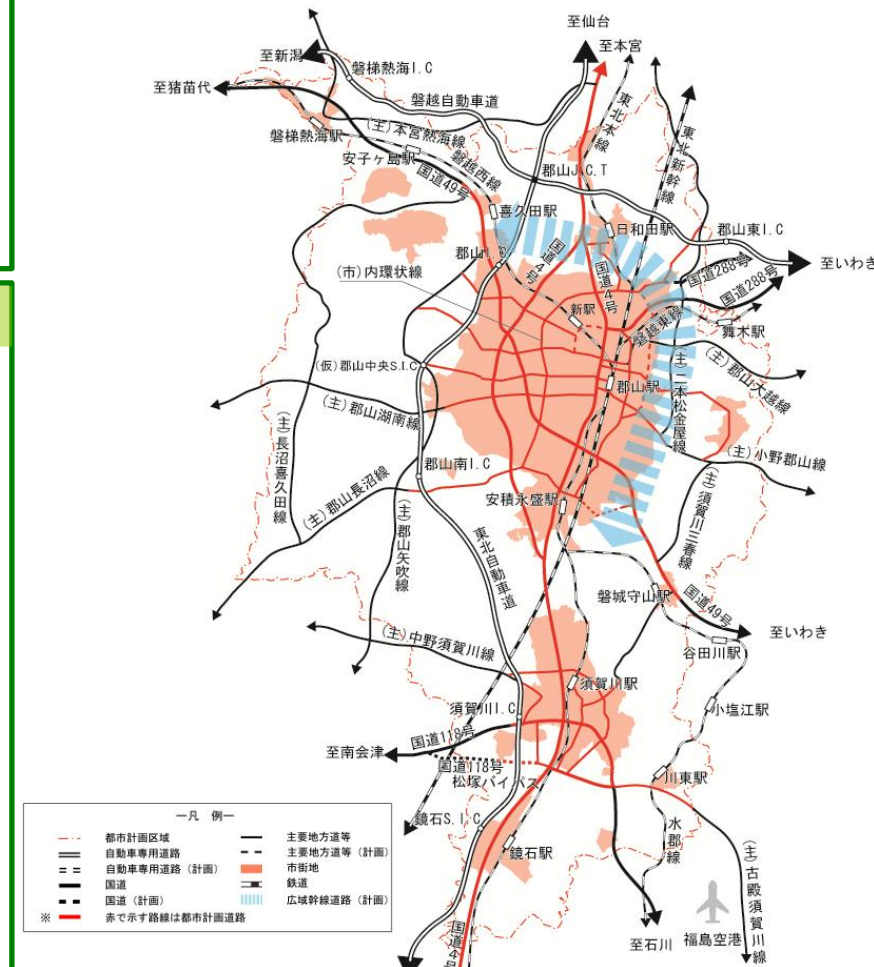 至仙台
至本宮
至新潟
磐梯熱海I.C
至猪苗代
磐越自動車道
東北本線
東北新幹線
磐梯熱海駅
(主)本宮熱海線
安子ヶ島駅
磐越西線
国道49号
郡山J.C.T
喜久田駅
日和田駅
郡山東I.C
郡山I.C
国道4号
国道4号
至いわき
国道288号
国道288号
(市)内環状線
新駅
磐越東線
舞木駅
(主)郡山大越線
(仮)郡山中央S.I.C
郡山駅
(主)二本松金屋線
(主)郡山湖南線
(主)小野郡山線
(主)長沼喜久田線
郡山南I.C
(主)郡山長沼線
(主)郡山矢吹線
安積永盛駅
(主)須賀川三春線
東北自動車道
磐城守山駅
国道49号
至いわき
谷田川駅
(主)中野須賀川線
須賀川駅
小塩江駅
須賀川I.C
国道118号
至南会津
国道118号
松塚バイパス
川東駅
鏡石S.I.C
鏡石駅
水郡線
(主)古殿須賀川線
国道4号
至石川
福島空港
―凡 例―
都市計画区域
自動車専用道路
自動車専用道路(計画)
国道
国道(計画)
※ 赤で示す路線は都市計画道路
主要地方道等
主要地方道等(計画)
市街地
鉄道
広域幹線道路(計画)